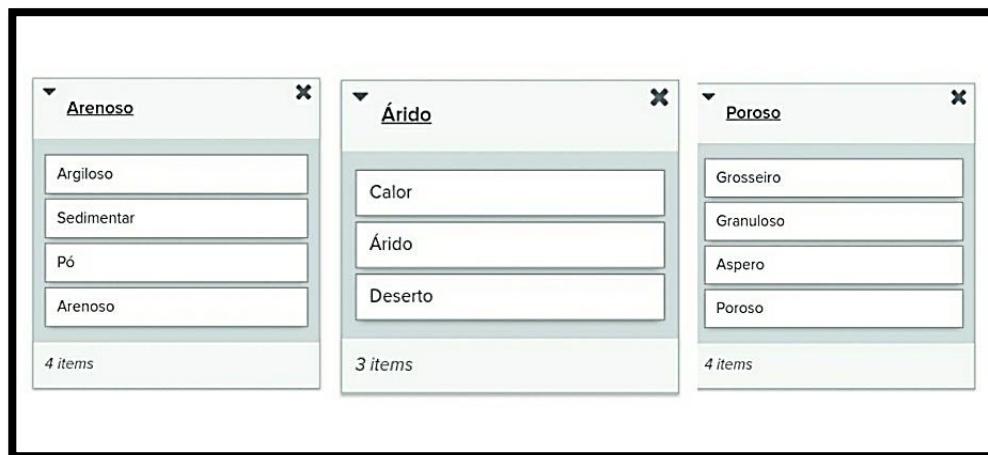 Arenoso
Argiloso
Sedimentar
Pó
Arenoso
4 items
Árido
Calor
Árido
Deserto
3 items
Poroso
Grosseiro
Granuloso
Aspero
Poroso
4 items